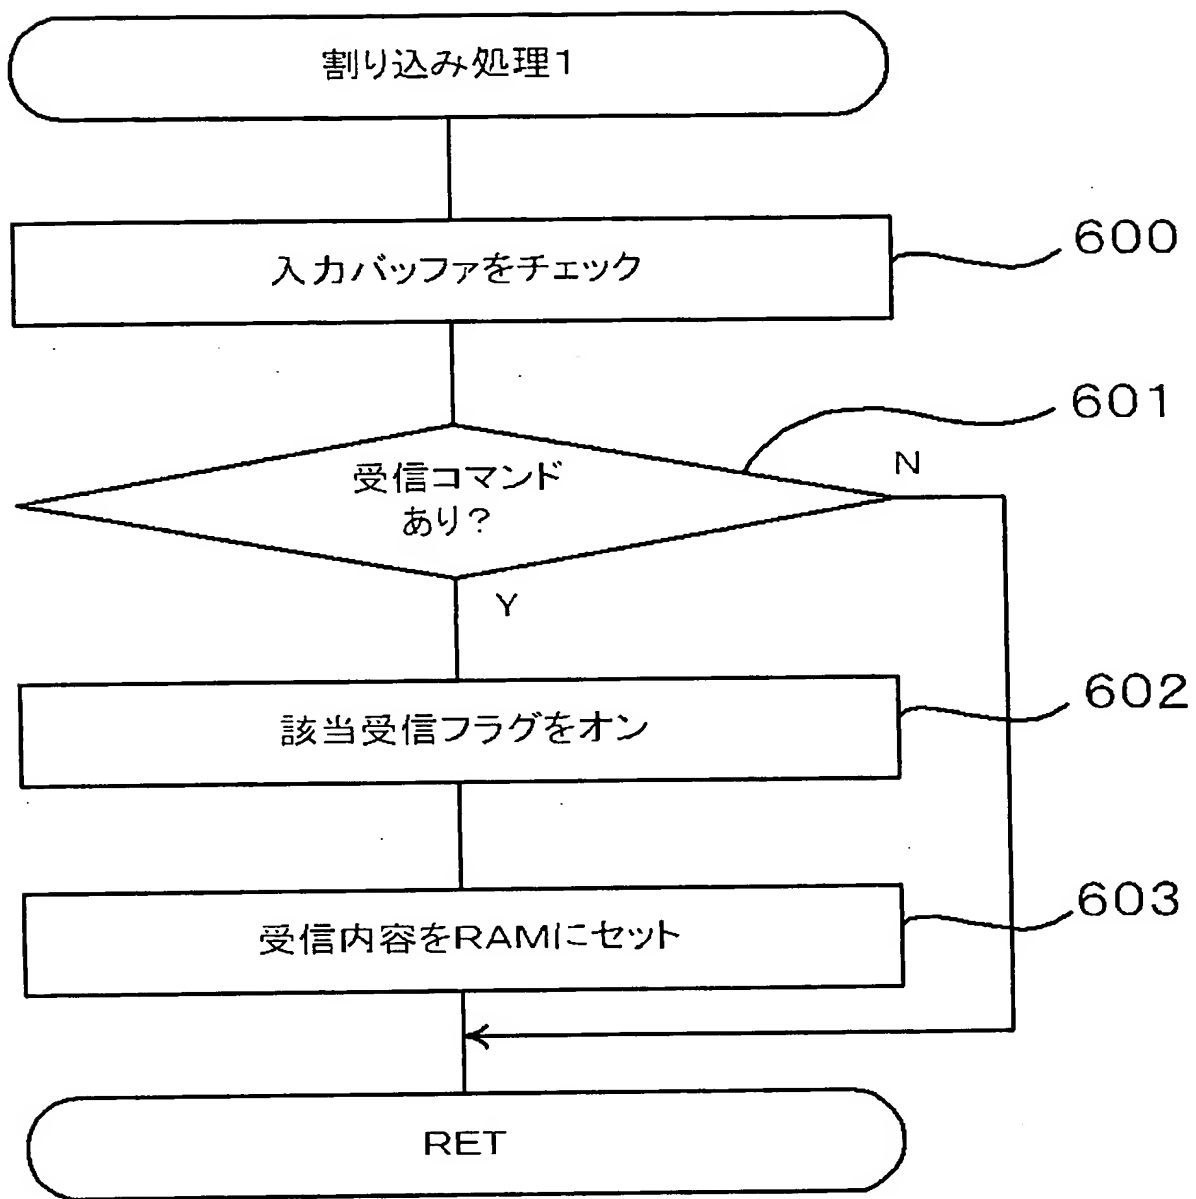 割り込み処理1
入力バッファをチェック
600
601
受信コマンド
あり?
N
Y
該当受信フラグをオン
602
受信内容をRAMにセット
603
RET